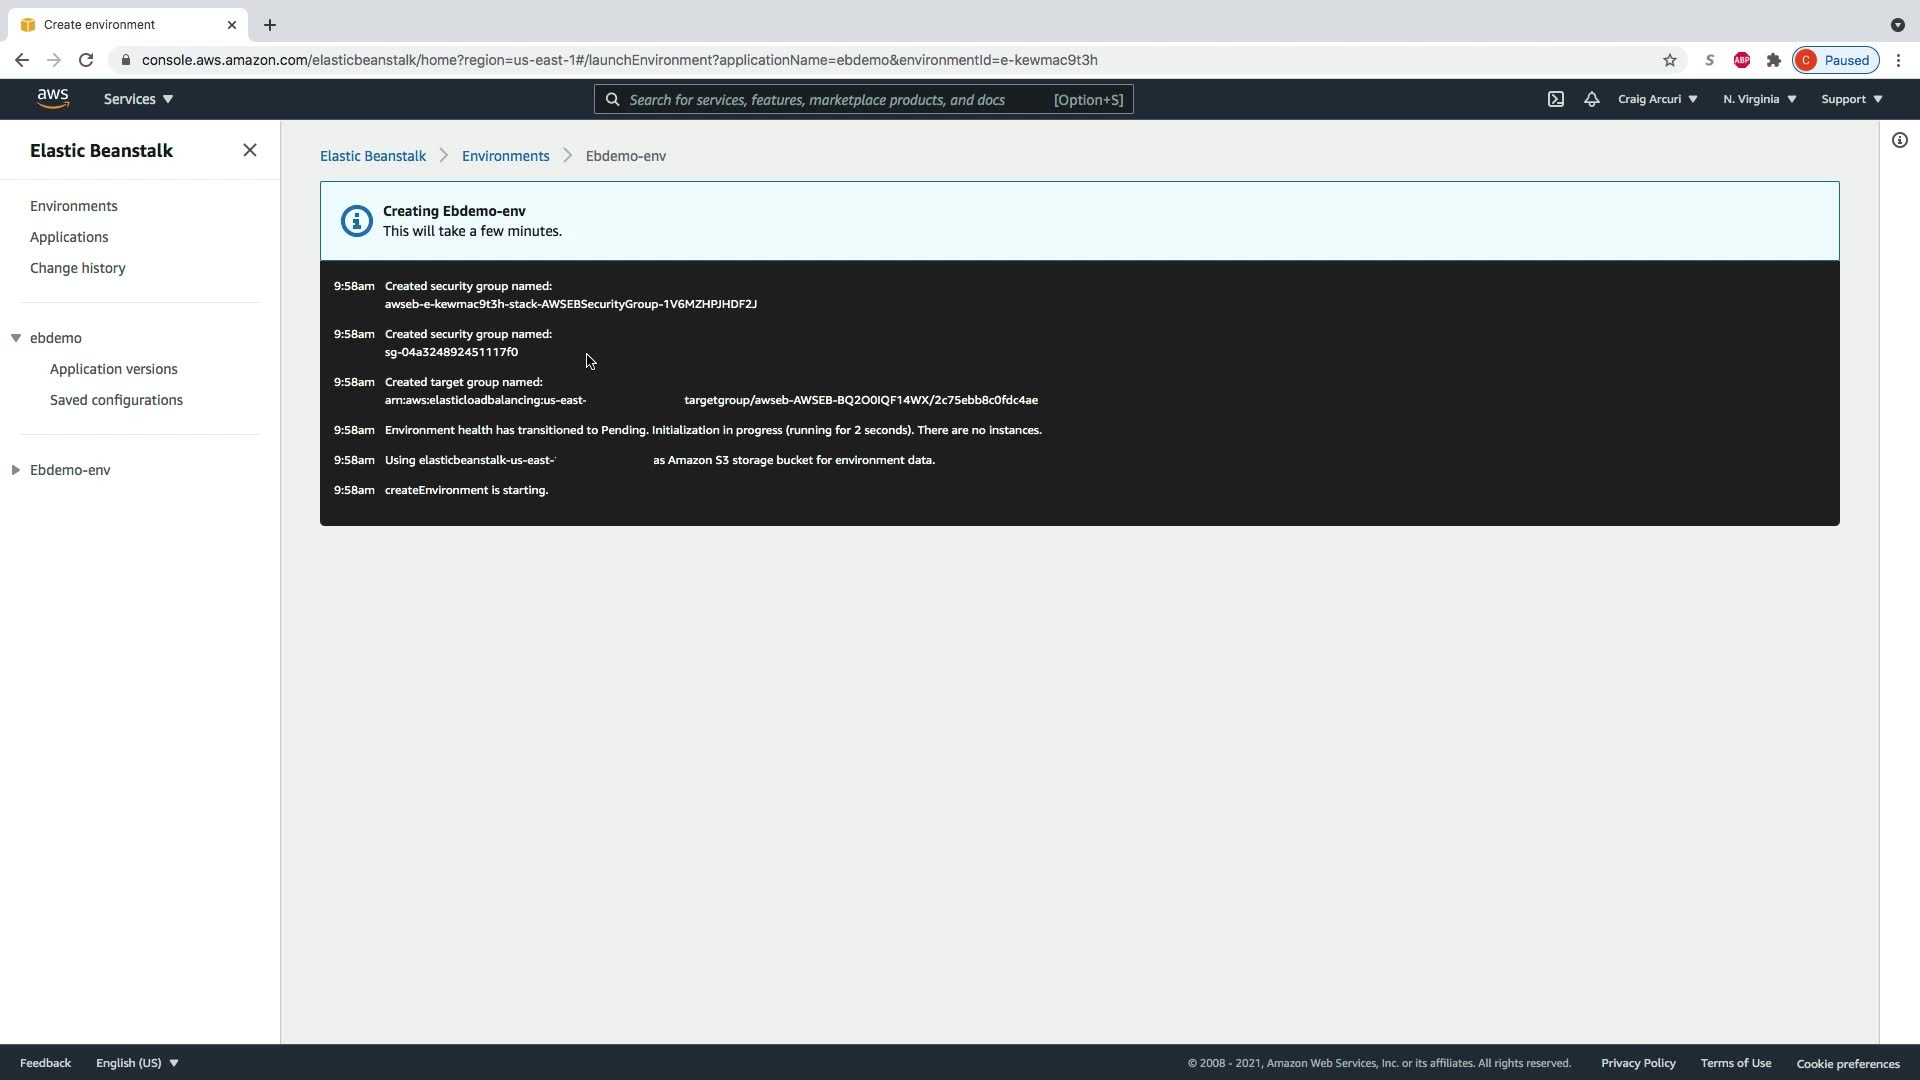 Create environment
console.aws.amazon.com/elasticbeanstalk/home?region=us-east-1#/launchEnvironment?applicationName=ebdemo&environmentId=e-kewmac9t3h
S
ABP
C
Paused
aws
Services
Search for services, features, marketplace products, and docs
[Option+S]
Craig Arcuri
N. Virginia
Support
Elastic Beanstalk
Environments
Applications
Change history
ebdemo
Application versions
Saved configurations
Ebdemo-env
Elastic Beanstalk > Environments > Ebdemo-env
Creating Ebdemo-env
This will take a few minutes.
9:58am Created security group named:
awseb-e-kewmac9t3h-stack-AWSEBSecurityGroup-1V6MZHPJHDF2J
9:58am Created security group named:
sg-04a324892451117f0
9:58am Created target group named:
arn:aws:elasticloadbalancing:us-east- targetgroup/awseb-AWSEB-BQ2O0IQF14WX/2c75ebb8c0fdc4ae
9:58am Environment health has transitioned to Pending. Initialization in progress (running for 2 seconds). There are no instances.
9:58am Using elasticbeanstalk-us-east- as Amazon S3 storage bucket for environment data.
9:58am createEnvironment is starting.
Feedback
English (US)
© 2008 - 2021, Amazon Web Services, Inc. or its affiliates. All rights reserved.
Privacy Policy
Terms of Use
Cookie preferences